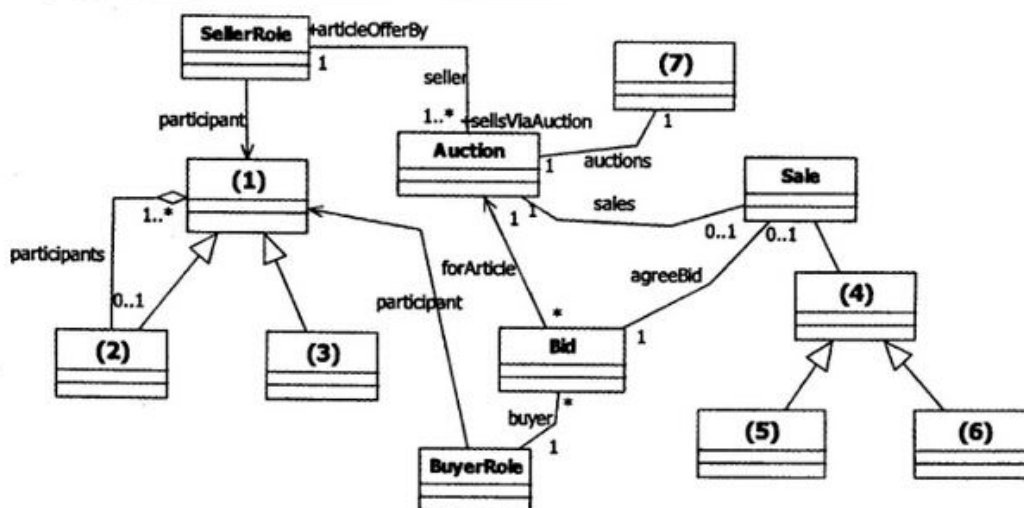 SellerRole
+articleOfferBy
1
seller
(7)
participant
1..*
+sellsViaAuction
1
Auction
1
auctions
Sale
(1)
1..*
1
1
sales
0..1
0..1
participants
forArticle
agreeBid
participant
(4)
0..1
*
1
(2)
(3)
Bid
*
buyer
1
(5)
(6)
BuyerRole